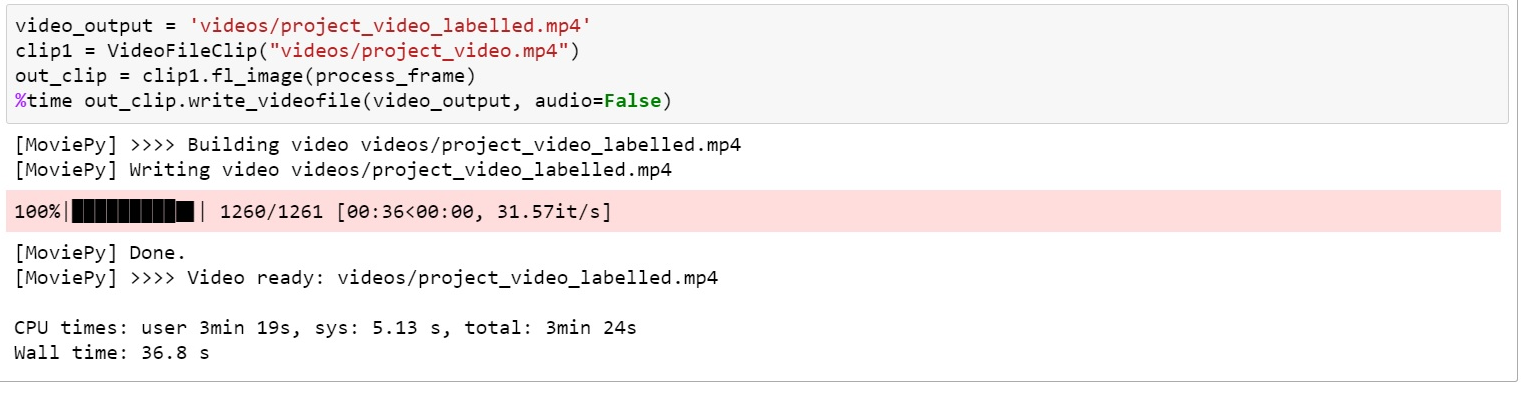 video_output = 'videos/project_video_labelled.mp4'
clip1 = VideoFileClip("videos/project_video.mp4")
out_clip = clip1.fl_image(process_frame)
%time out_clip.write_videofile(video_output, audio=False)
[MoviePy] >>>> Building video videos/project_video_labelled.mp4
[MoviePy] Writing video videos/project_video_labelled.mp4
100%|██████████▉| 1260/1261 [00:36<00:00, 31.57it/s]
[MoviePy] Done.
[MoviePy] >>>> Video ready: videos/project_video_labelled.mp4
CPU times: user 3min 19s, sys: 5.13 s, total: 3min 24s
Wall time: 36.8 s